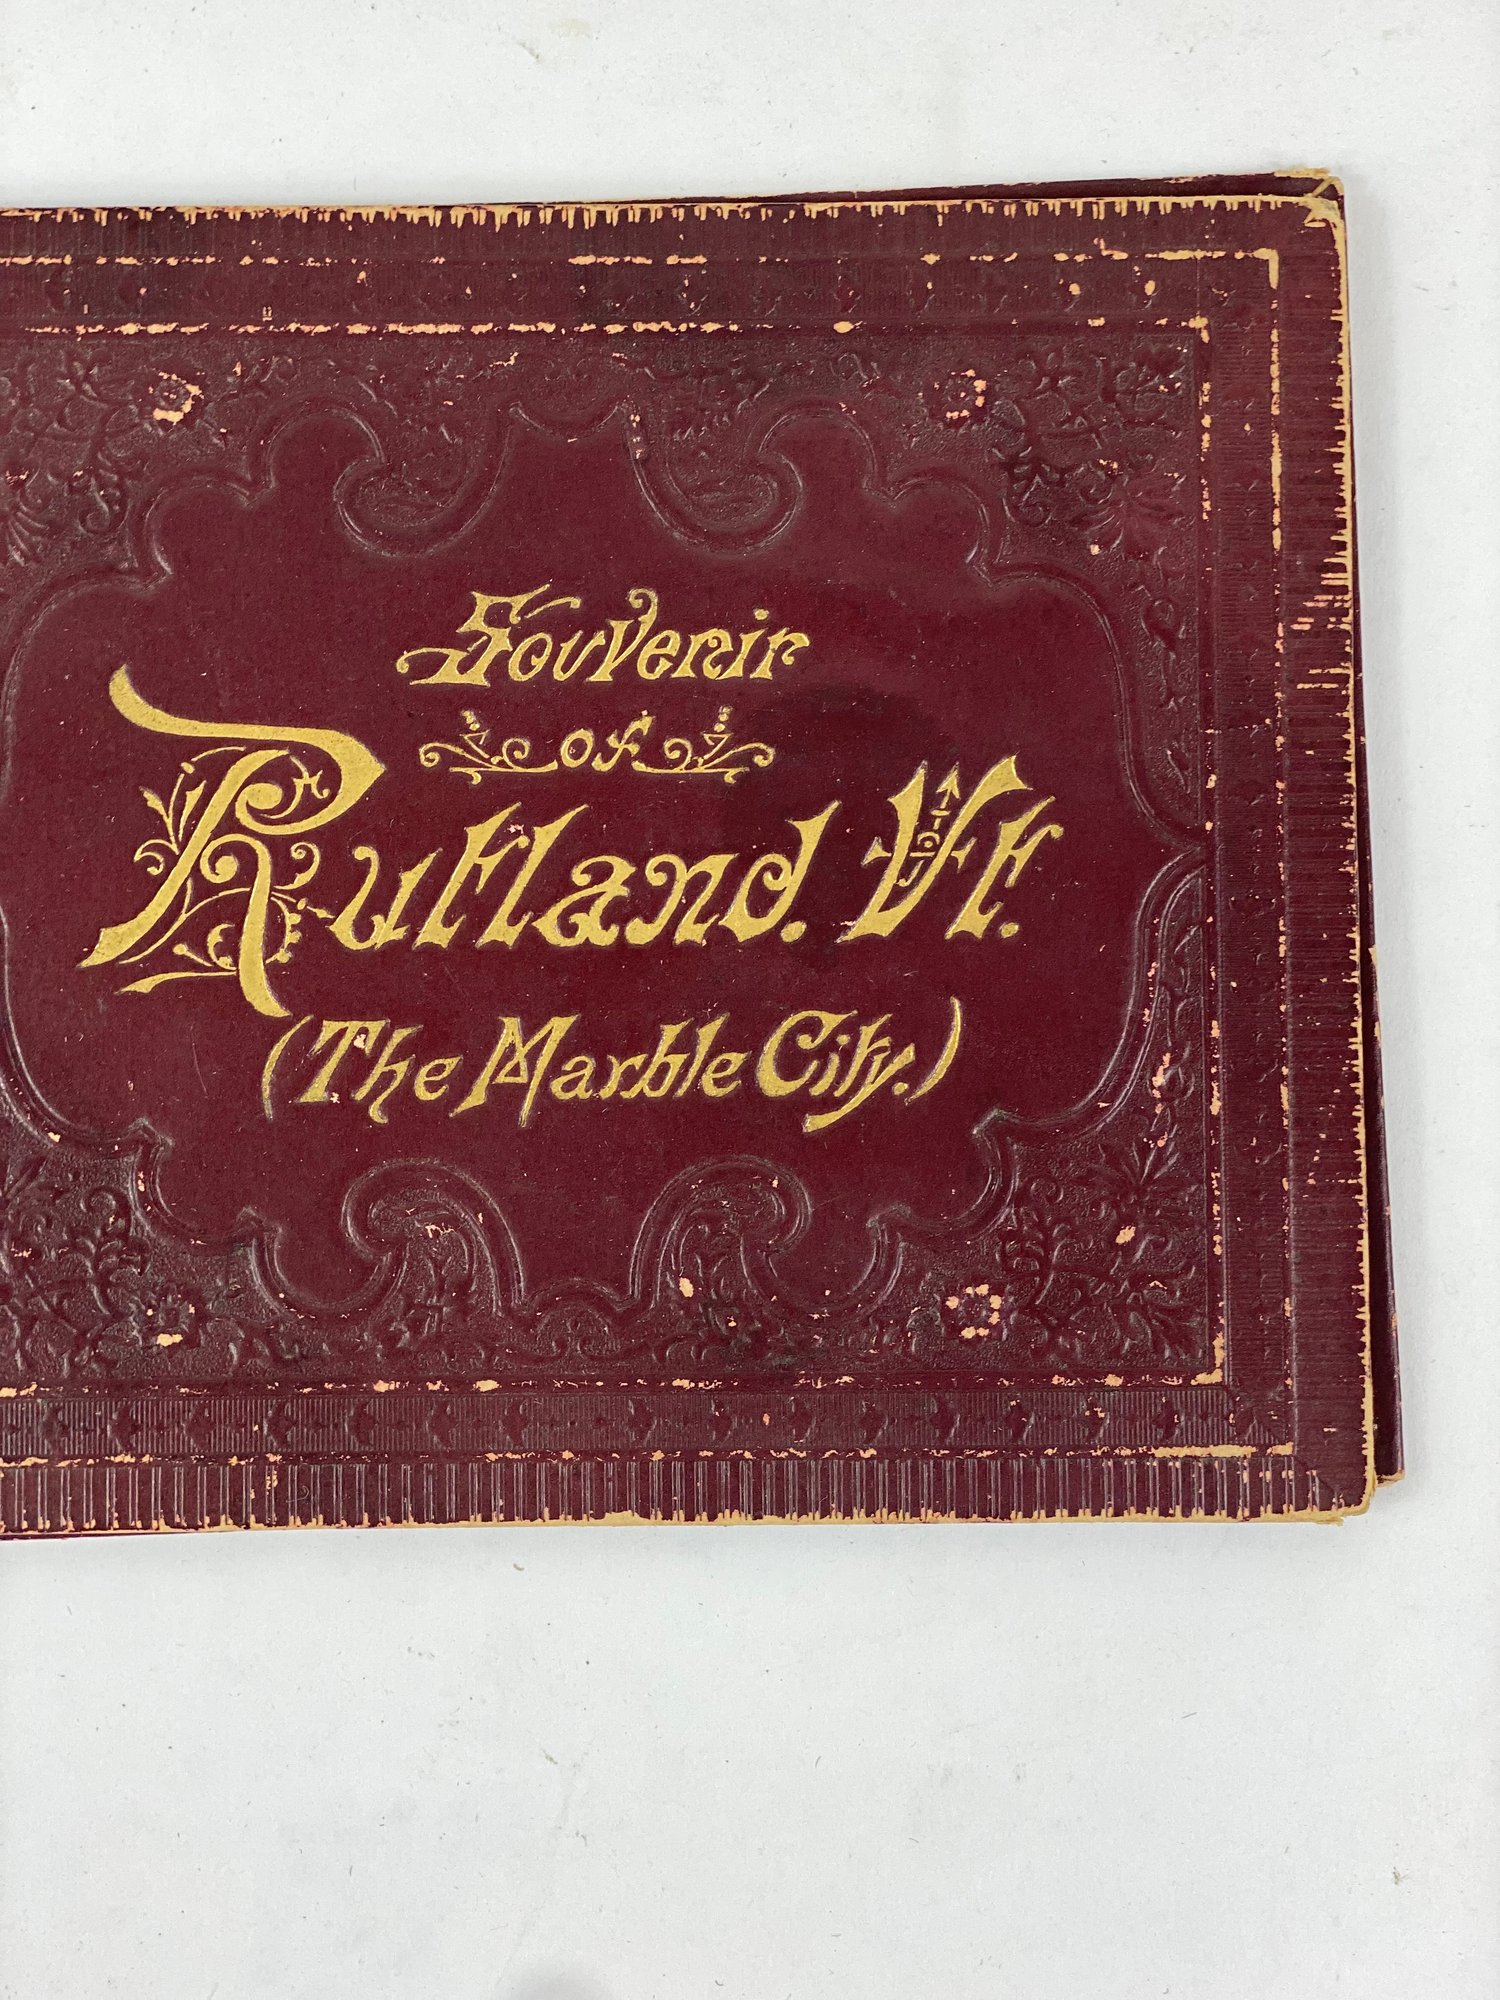 Souvenir
of
Rutland. Vt.
(The Marble City.)